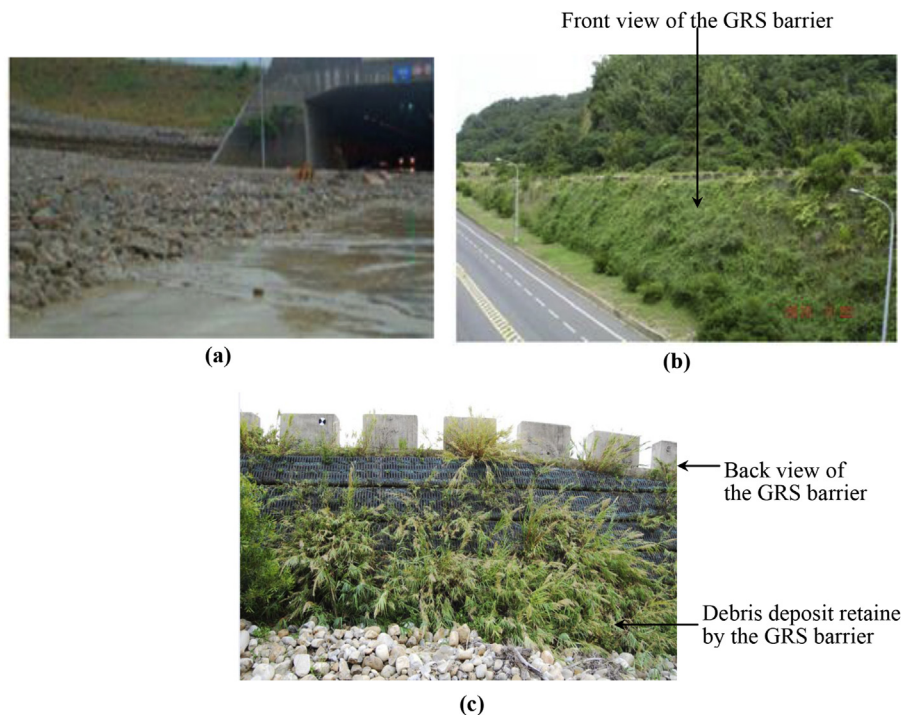 Front view of the GRS barrier
(a)
(b)
Back view of
the GRS barrier
Debris deposit retaine
by the GRS barrier
(c)